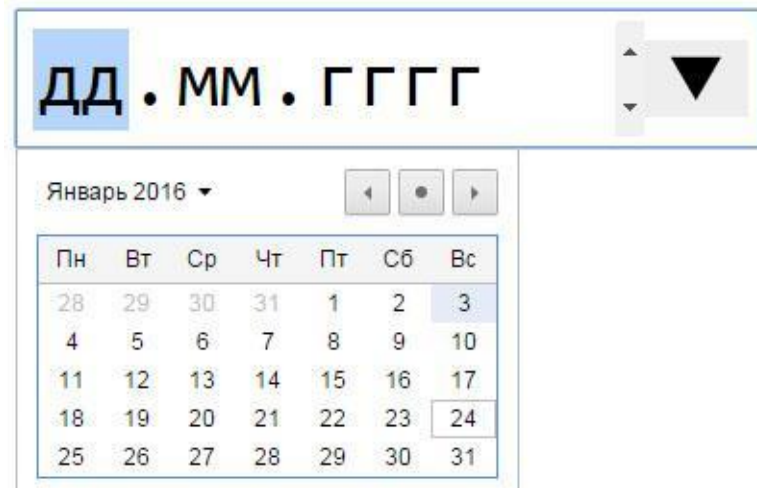 дд.мм.гггг
Январь 2016
Пн Вт Ср Чт Пт Сб Вс
28 29 30 31 1 2 3
4 5 6 7 8 9 10
11 12 13 14 15 16 17
18 19 20 21 22 23 24
25 26 27 28 29 30 31